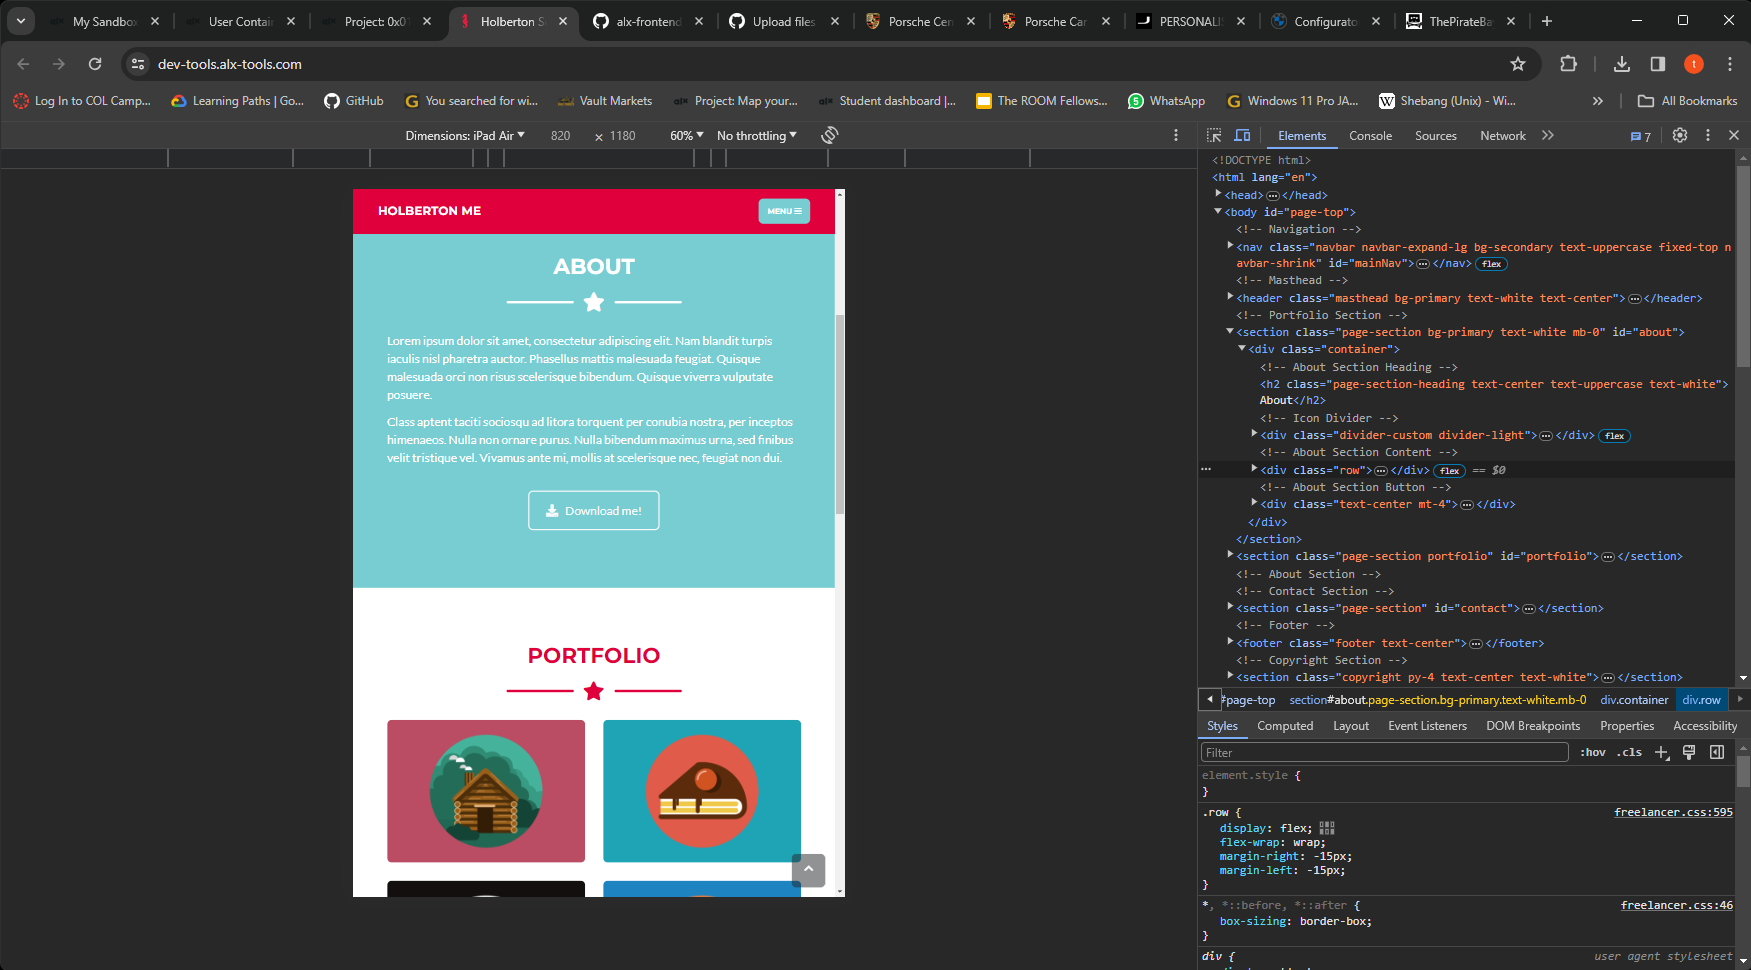 My Sandbox
User Contain
Project: 0x01
Holberton S
alx-frontend
Upload files
Porsche Cen
Porsche Car
PERSONALIS
Configurato
ThePirateBa
dev-tools.alx-tools.com
t
Log In to COL Camp...
Learning Paths | Go...
GitHub
You searched for wi...
Vault Markets
Project: Map your...
Student dashboard |...
The ROOM Fellows...
WhatsApp
Windows 11 Pro JA...
Shebang (Unix) - Wi...
All Bookmarks
Dimensions: iPad Air
820 × 1180
60%
No throttling
HOLBERTON ME
MENU
ABOUT
Lorem ipsum dolor sit amet, consectetur adipiscing elit. Nam blandit turpis
iaculis nisl pharetra auctor. Phasellus mattis malesuada feugiat. Quisque
malesuada orci non risus scelerisque bibendum. Quisque viverra vulputate
posuere.
Class aptent taciti sociosqu ad litora torquent per conubia nostra, per inceptos
himenaeos. Nulla non ornare purus. Nulla bibendum maximus urna, sed finibus
velit tristique vel. Vivamus ante mi, mollis at scelerisque nec, feugiat non dui.
Download me!
PORTFOLIO
Elements
Console
Sources
Network
7
<!DOCTYPE html>
<html lang="en">
<head> ··· </head>
<body id="page-top">
<!-- Navigation -->
<nav class="navbar navbar-expand-lg bg-secondary text-uppercase fixed-top n
avbar-shrink" id="mainNav"> ··· </nav> flex
<!-- Masthead -->
<header class="masthead bg-primary text-white text-center"> ··· </header>
<!-- Portfolio Section -->
<section class="page-section bg-primary text-white mb-0" id="about">
<div class="container">
<!-- About Section Heading -->
<h2 class="page-section-heading text-center text-uppercase text-white">
About</h2>
<!-- Icon Divider -->
<div class="divider-custom divider-light"> ··· </div> flex
<!-- About Section Content -->
<div class="row"> ··· </div> flex == $0
<!-- About Section Button -->
<div class="text-center mt-4"> ··· </div>
</div>
</section>
<section class="page-section portfolio" id="portfolio"> ··· </section>
<!-- About Section -->
<!-- Contact Section -->
<section class="page-section" id="contact"> ··· </section>
<!-- Footer -->
<footer class="footer text-center"> ··· </footer>
<!-- Copyright Section -->
<section class="copyright py-4 text-center text-white"> ··· </section>
#page-top
section#about.page-section.bg-primary.text-white.mb-0
div.container
div.row
Styles
Computed
Layout
Event Listeners
DOM Breakpoints
Properties
Accessibility
Filter
:hov .cls
element.style {
}
.row {
freelancer.css:595
display: flex;
flex-wrap: wrap;
margin-right: -15px;
margin-left: -15px;
}
*, *::before, *::after {
freelancer.css:46
box-sizing: border-box;
}
div {
user agent stylesheet